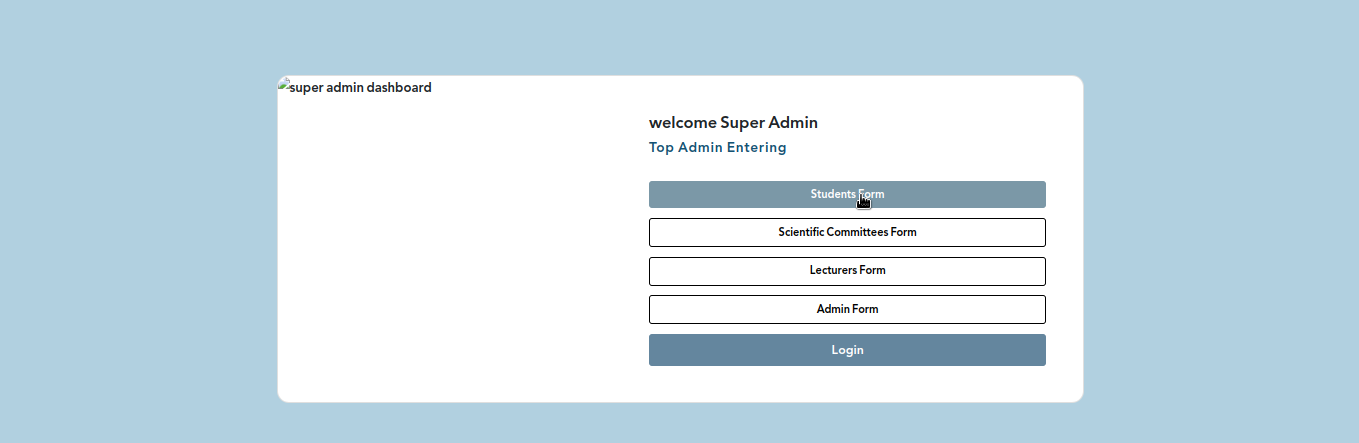 super admin dashboard
welcome Super Admin
Top Admin Entering
Students Form
Scientific Committees Form
Lecturers Form
Admin Form
Login